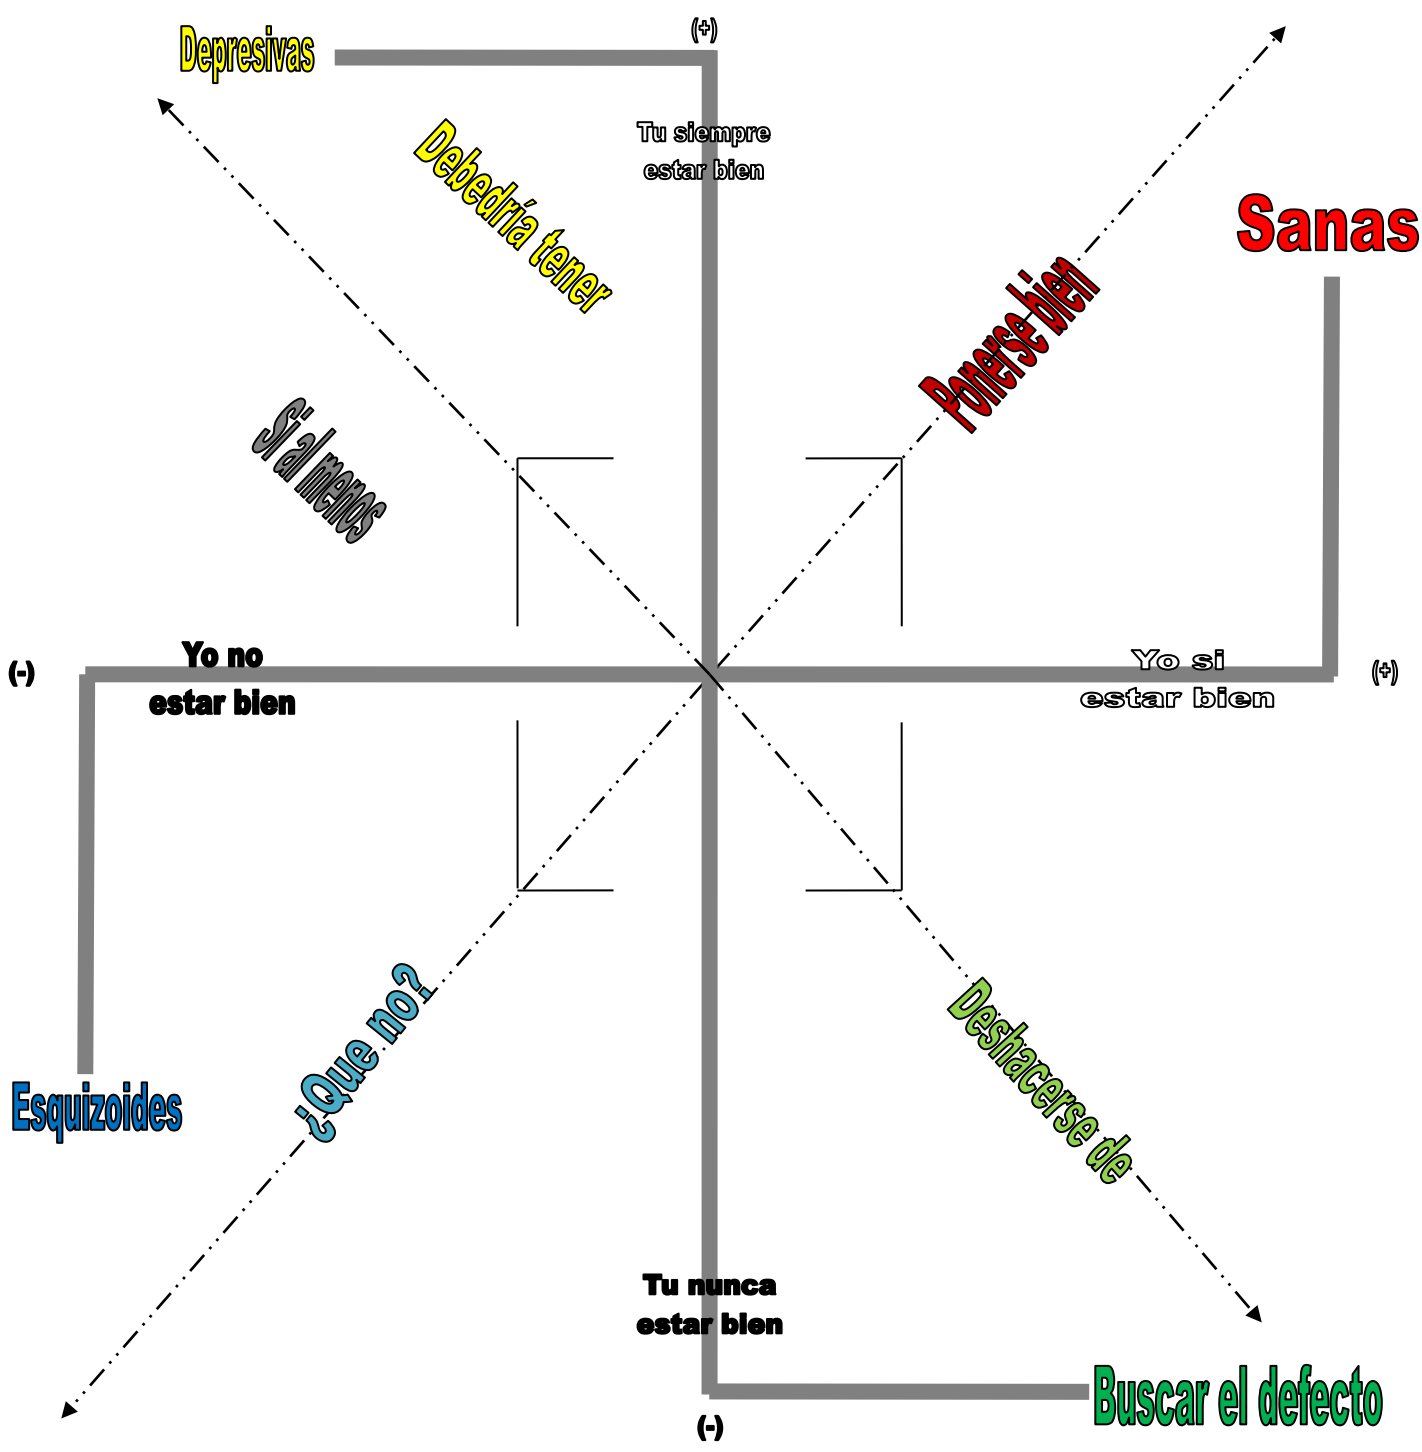 (+)
Depresivas
Tu siempre
estar bien
Debedría tener
Sanas
Ponerse bien
Si al menos
Yo no
estar bien
(-)
Yo si
estar bien
(+)
¿Que no?
Deshacerse de
Esquizoides
Tu nunca
estar bien
Buscar el defecto
(-)